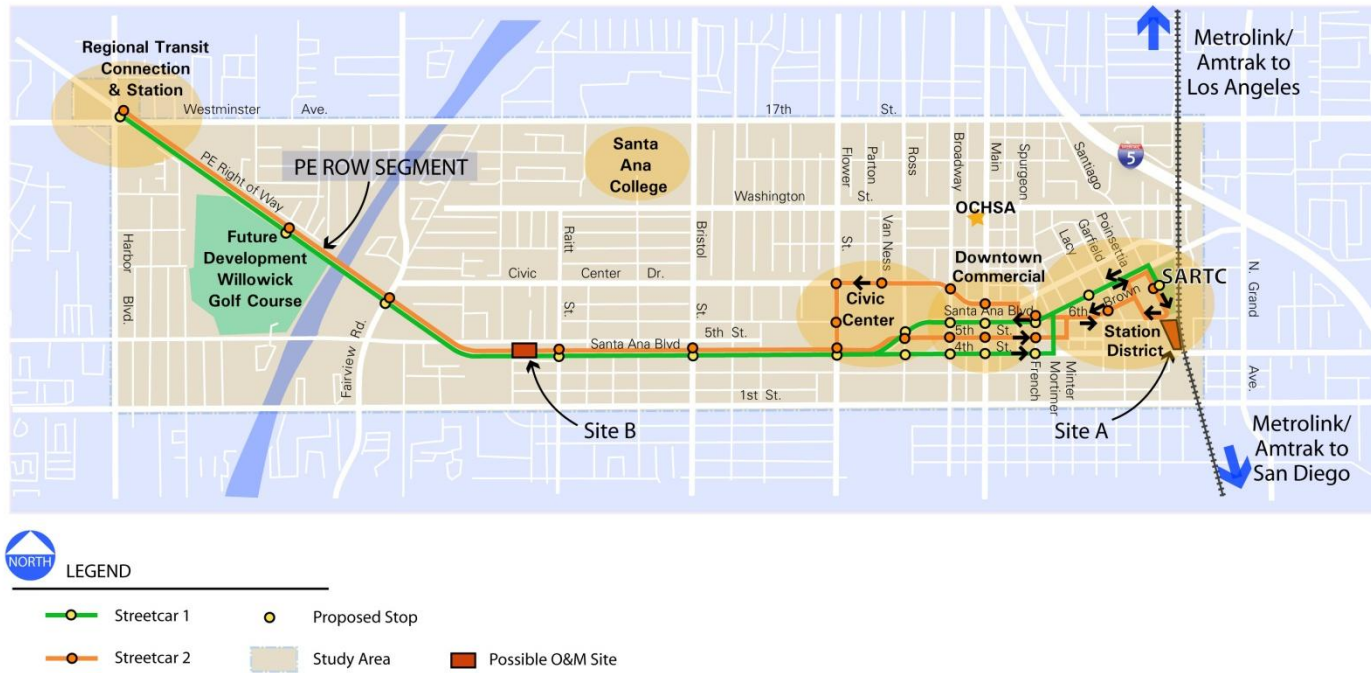 Regional Transit
Connection
& Station
Westminster Ave.
17th St.
Metrolink/
Amtrak to
Los Angeles
INTERSTATE
5
PE ROW SEGMENT
PE Right of Way
Santa
Ana
College
Flower St.
Parton
Ross
Broadway
Main
Spurgeon
Santiago
Washington St.
OCHSA
Van Ness
Poinsettia
Garfield
Lacy
Future
Development
Willowick
Golf Course
Harbor Blvd.
Raitt St.
Bristol St.
Civic Center Dr.
Downtown
Commercial
SARTC
N. Grand Ave.
Civic
Center
Santa Ana Blvd
6th
Brown
5th St.
5th St.
Station
District
Santa Ana Blvd
4th St.
Fairview Rd.
French
Minter
Mortimer
1st St.
Site B
Site A
Metrolink/
Amtrak to
San Diego
NORTH
LEGEND
Streetcar 1
Proposed Stop
Streetcar 2
Study Area
Possible O&M Site